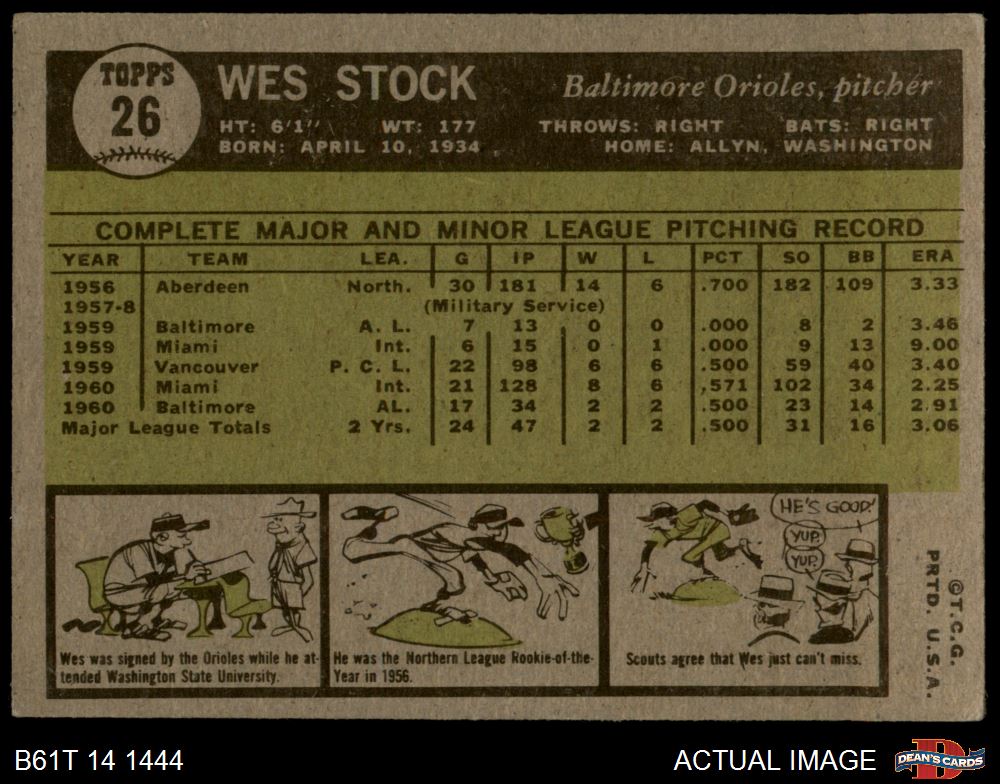 TOPPS
26
WES STOCK
Baltimore Orioles, pitcher
HT: 6'1" WT: 177 THROWS: RIGHT BATS: RIGHT
BORN: APRIL 10, 1934 HOME: ALLYN, WASHINGTON
COMPLETE MAJOR AND MINOR LEAGUE PITCHING RECORD
YEAR TEAM LEA. G IP W L PCT SO BB ERA
1956 Aberdeen North. 30 181 14 6 .700 182 109 3.33
1957-8 (Military Service)
1959 Baltimore A. L. 7 13 0 0 .000 8 2 3.46
1959 Miami Int. 6 15 0 1 .000 9 13 9.00
1959 Vancouver P. C. L. 22 98 6 6 .500 59 40 3.40
1960 Miami Int. 21 128 8 6 .571 102 34 2.25
1960 Baltimore AL. 17 34 2 2 .500 23 14 2.91
Major League Totals 2 Yrs. 24 47 2 2 .500 31 16 3.06
Wes was signed by the Orioles while he at-
tended Washington State University.
He was the Northern League Rookie-of-the-
Year in 1956.
HE'S GOOD!
YUP.
YUP.
Scouts agree that Wes just can't miss.
©T.C.G.
PRTD. U.S.A.
B61T 14 1444
ACTUAL IMAGE
DEAN'S CARDS